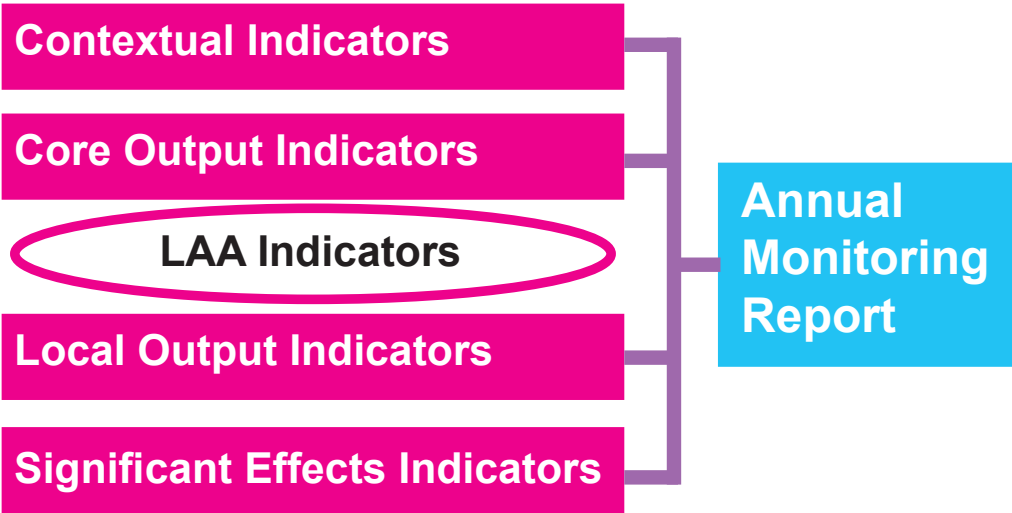 Contextual Indicators
Core Output Indicators
LAA Indicators
Local Output Indicators
Significant Effects Indicators
Annual
Monitoring
Report